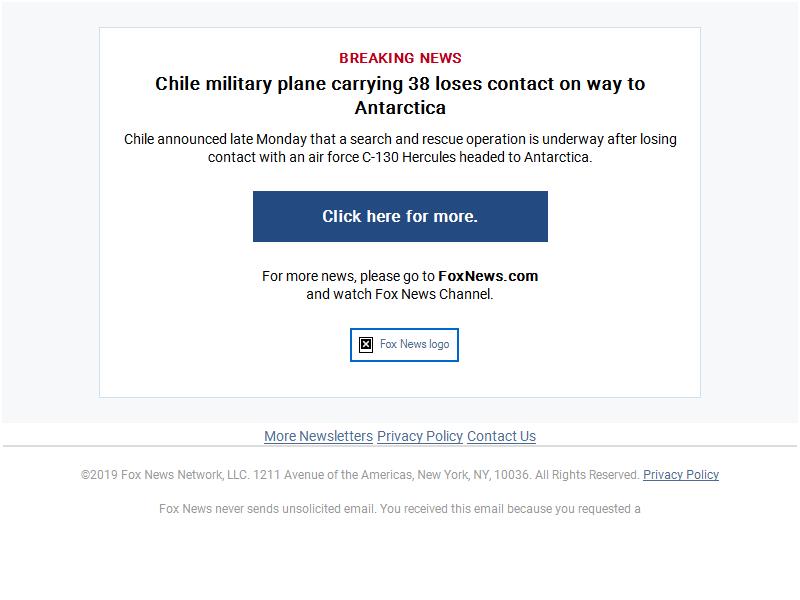 BREAKING NEWS
Chile military plane carrying 38 loses contact on way to
Antarctica
Chile announced late Monday that a search and rescue operation is underway after losing
contact with an air force C-130 Hercules headed to Antarctica.
Click here for more.
For more news, please go to FoxNews.com
and watch Fox News Channel.
Fox News logo
More Newsletters Privacy Policy Contact Us
©2019 Fox News Network, LLC. 1211 Avenue of the Americas, New York, NY, 10036. All Rights Reserved. Privacy Policy
Fox News never sends unsolicited email. You received this email because you requested a